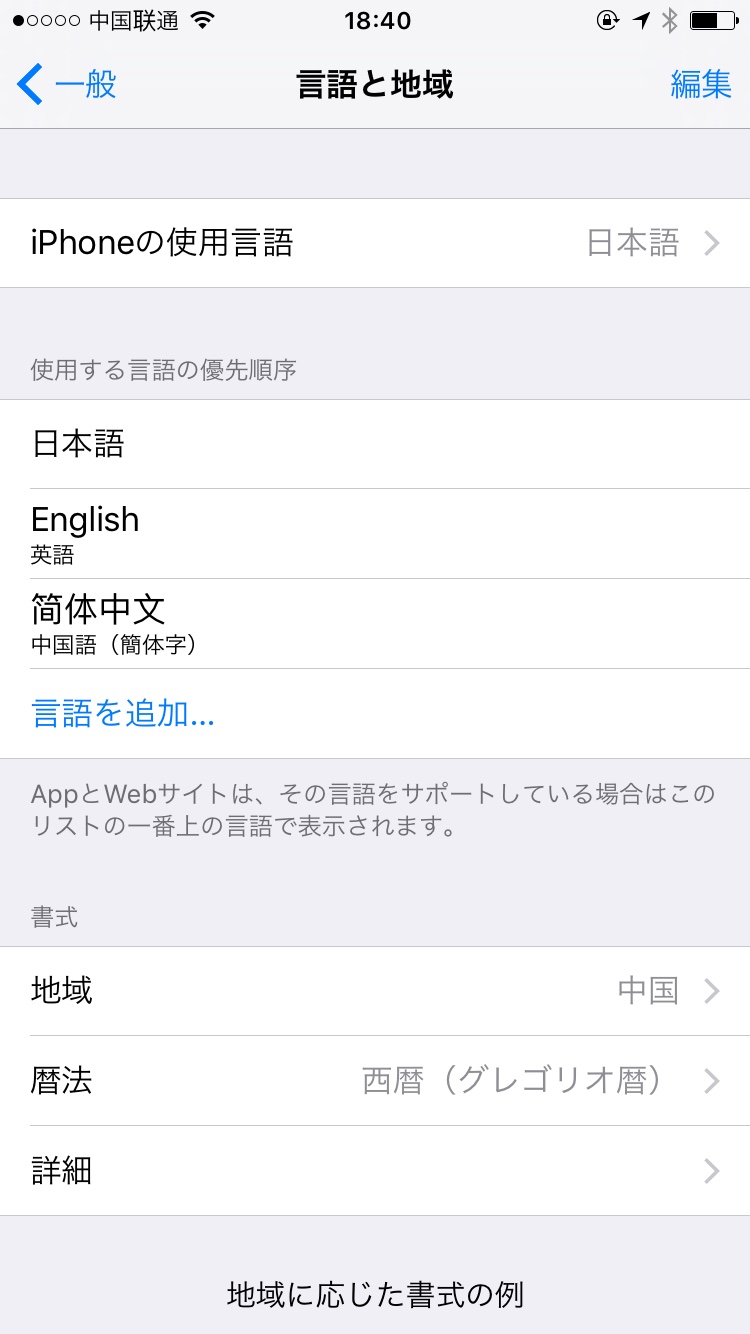 中国联通 18:40
一般 言語と地域 編集
iPhoneの使用言語 日本語
使用する言語の優先順序
日本語
English
英語
简体中文
中国語（簡体字）
言語を追加...
AppとWebサイトは、その言語をサポートしている場合はこの
リストの一番上の言語で表示されます。
書式
地域 中国
暦法 西暦（グレゴリオ暦）
詳細
地域に応じた書式の例